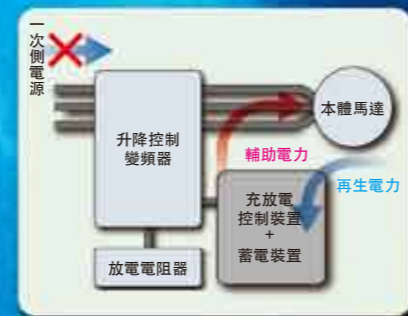 一次側電源
升降控制
變頻器
本體馬達
輔助電力
再生電力
充放電
控制裝置
+
蓄電裝置
放電電阻器